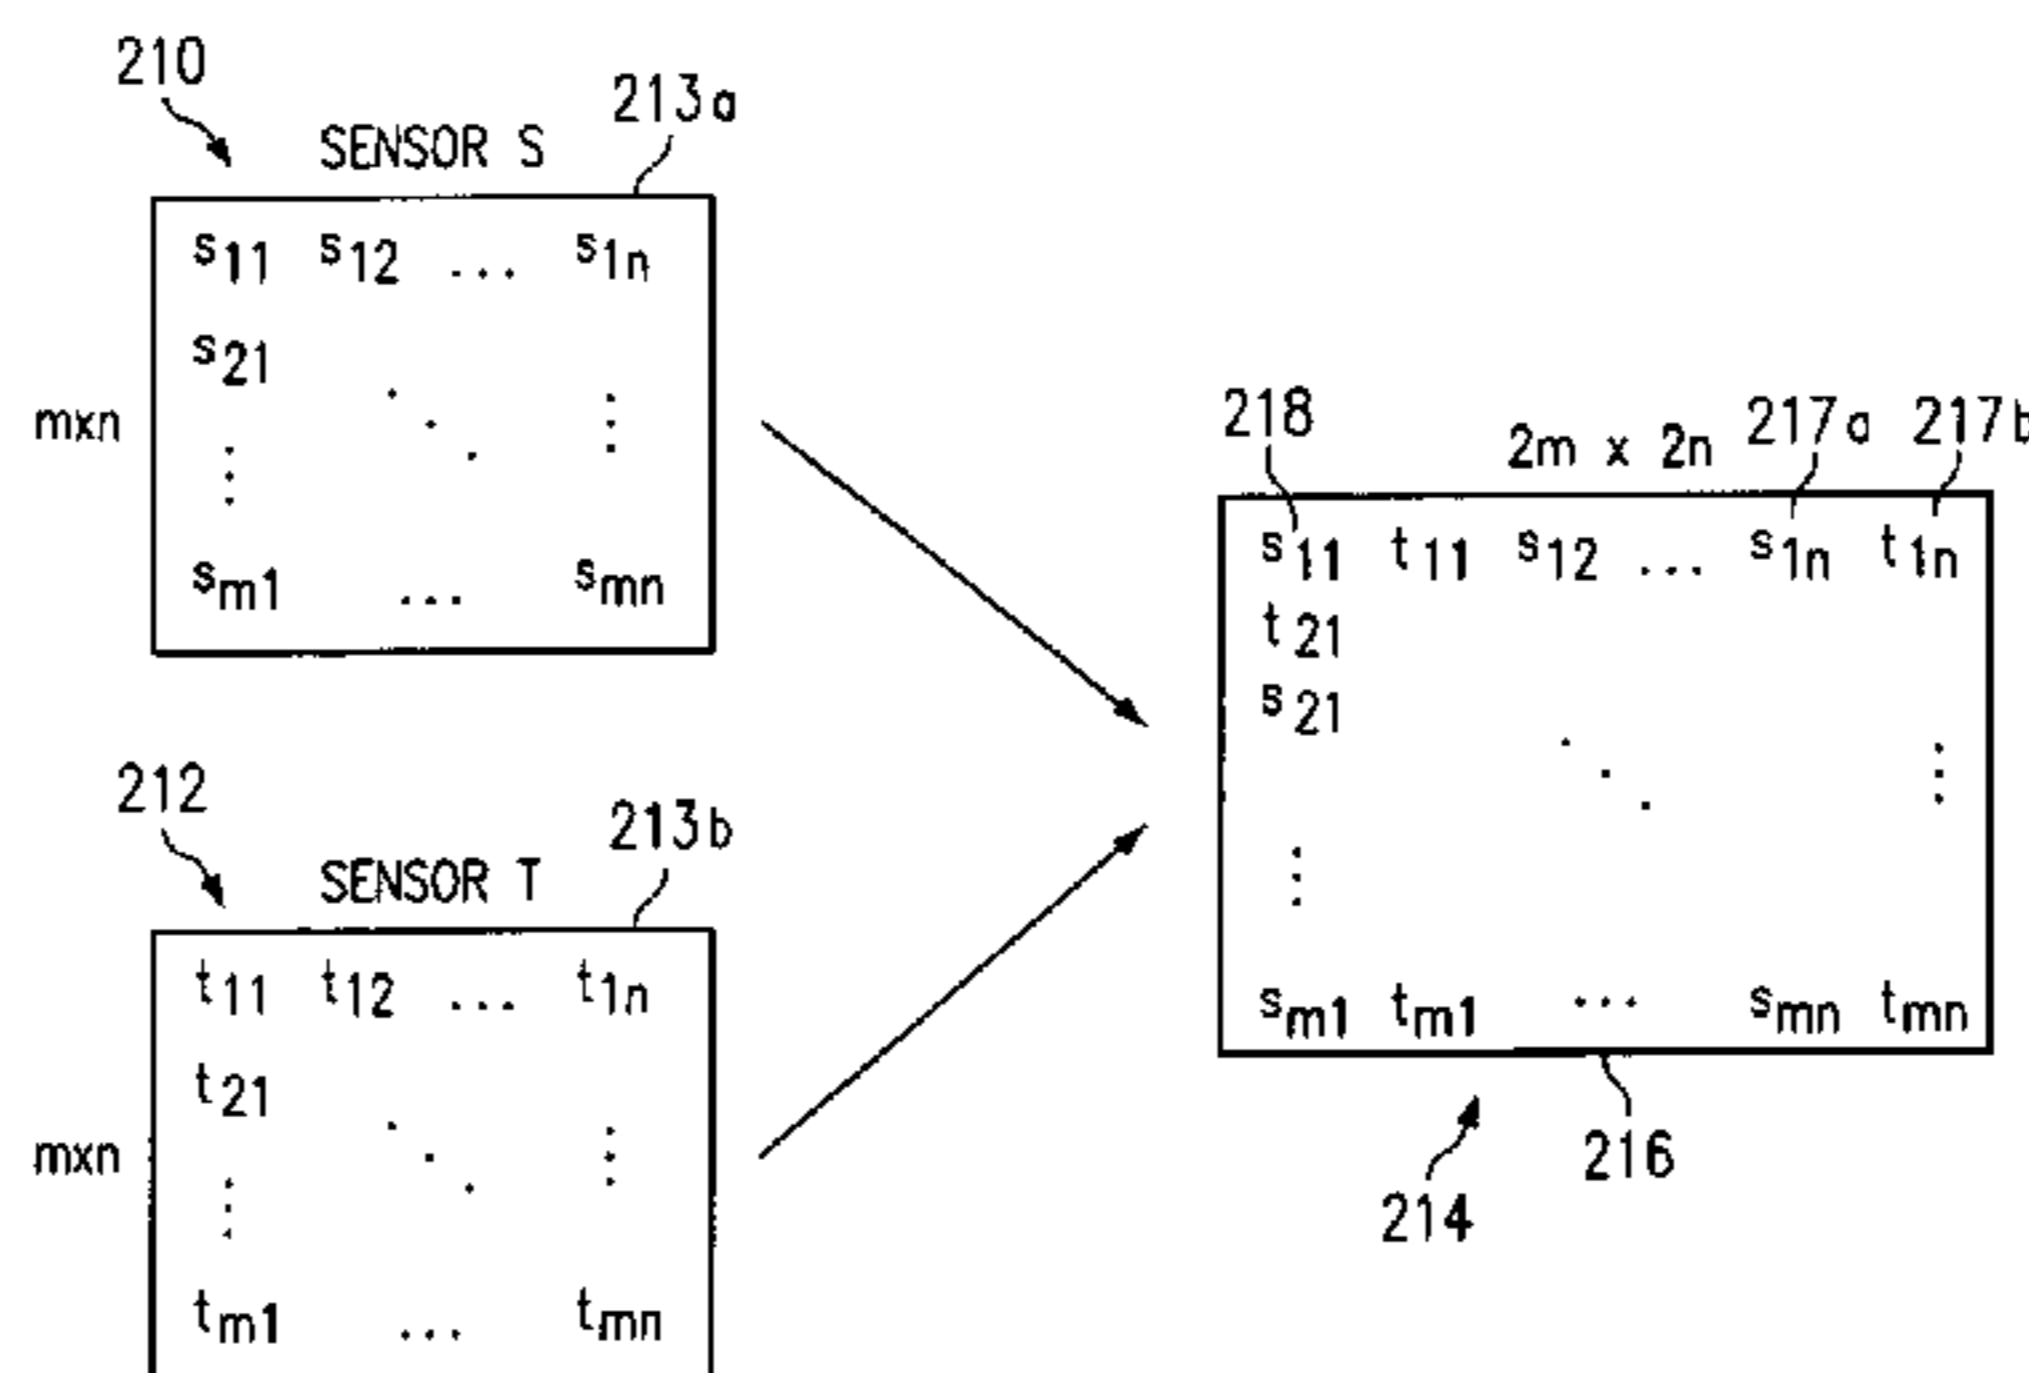 210
213a
SENSOR S
s11 s12 ... s1n
s21
mxn
sm1 ... smn
212
213b
SENSOR T
t11 t12 ... t1n
t21
mxn
tm1 ... tmn
218
2m x 2n
217a
217b
s11 t11 s12 ... s1n t1n
t21
s21
sm1 tm1 ... smn tmn
216
214